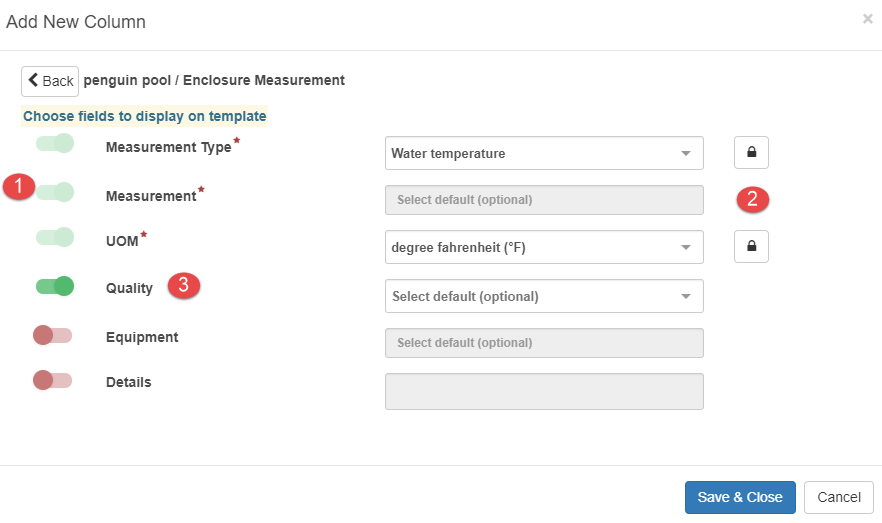 Add New Column ×
Back penguin pool / Enclosure Measurement
Choose fields to display on template
Measurement Type* Water temperature
1 Measurement* Select default (optional) 2
UOM* degree fahrenheit (°F)
Quality 3 Select default (optional)
Equipment Select default (optional)
Details
Save & Close Cancel